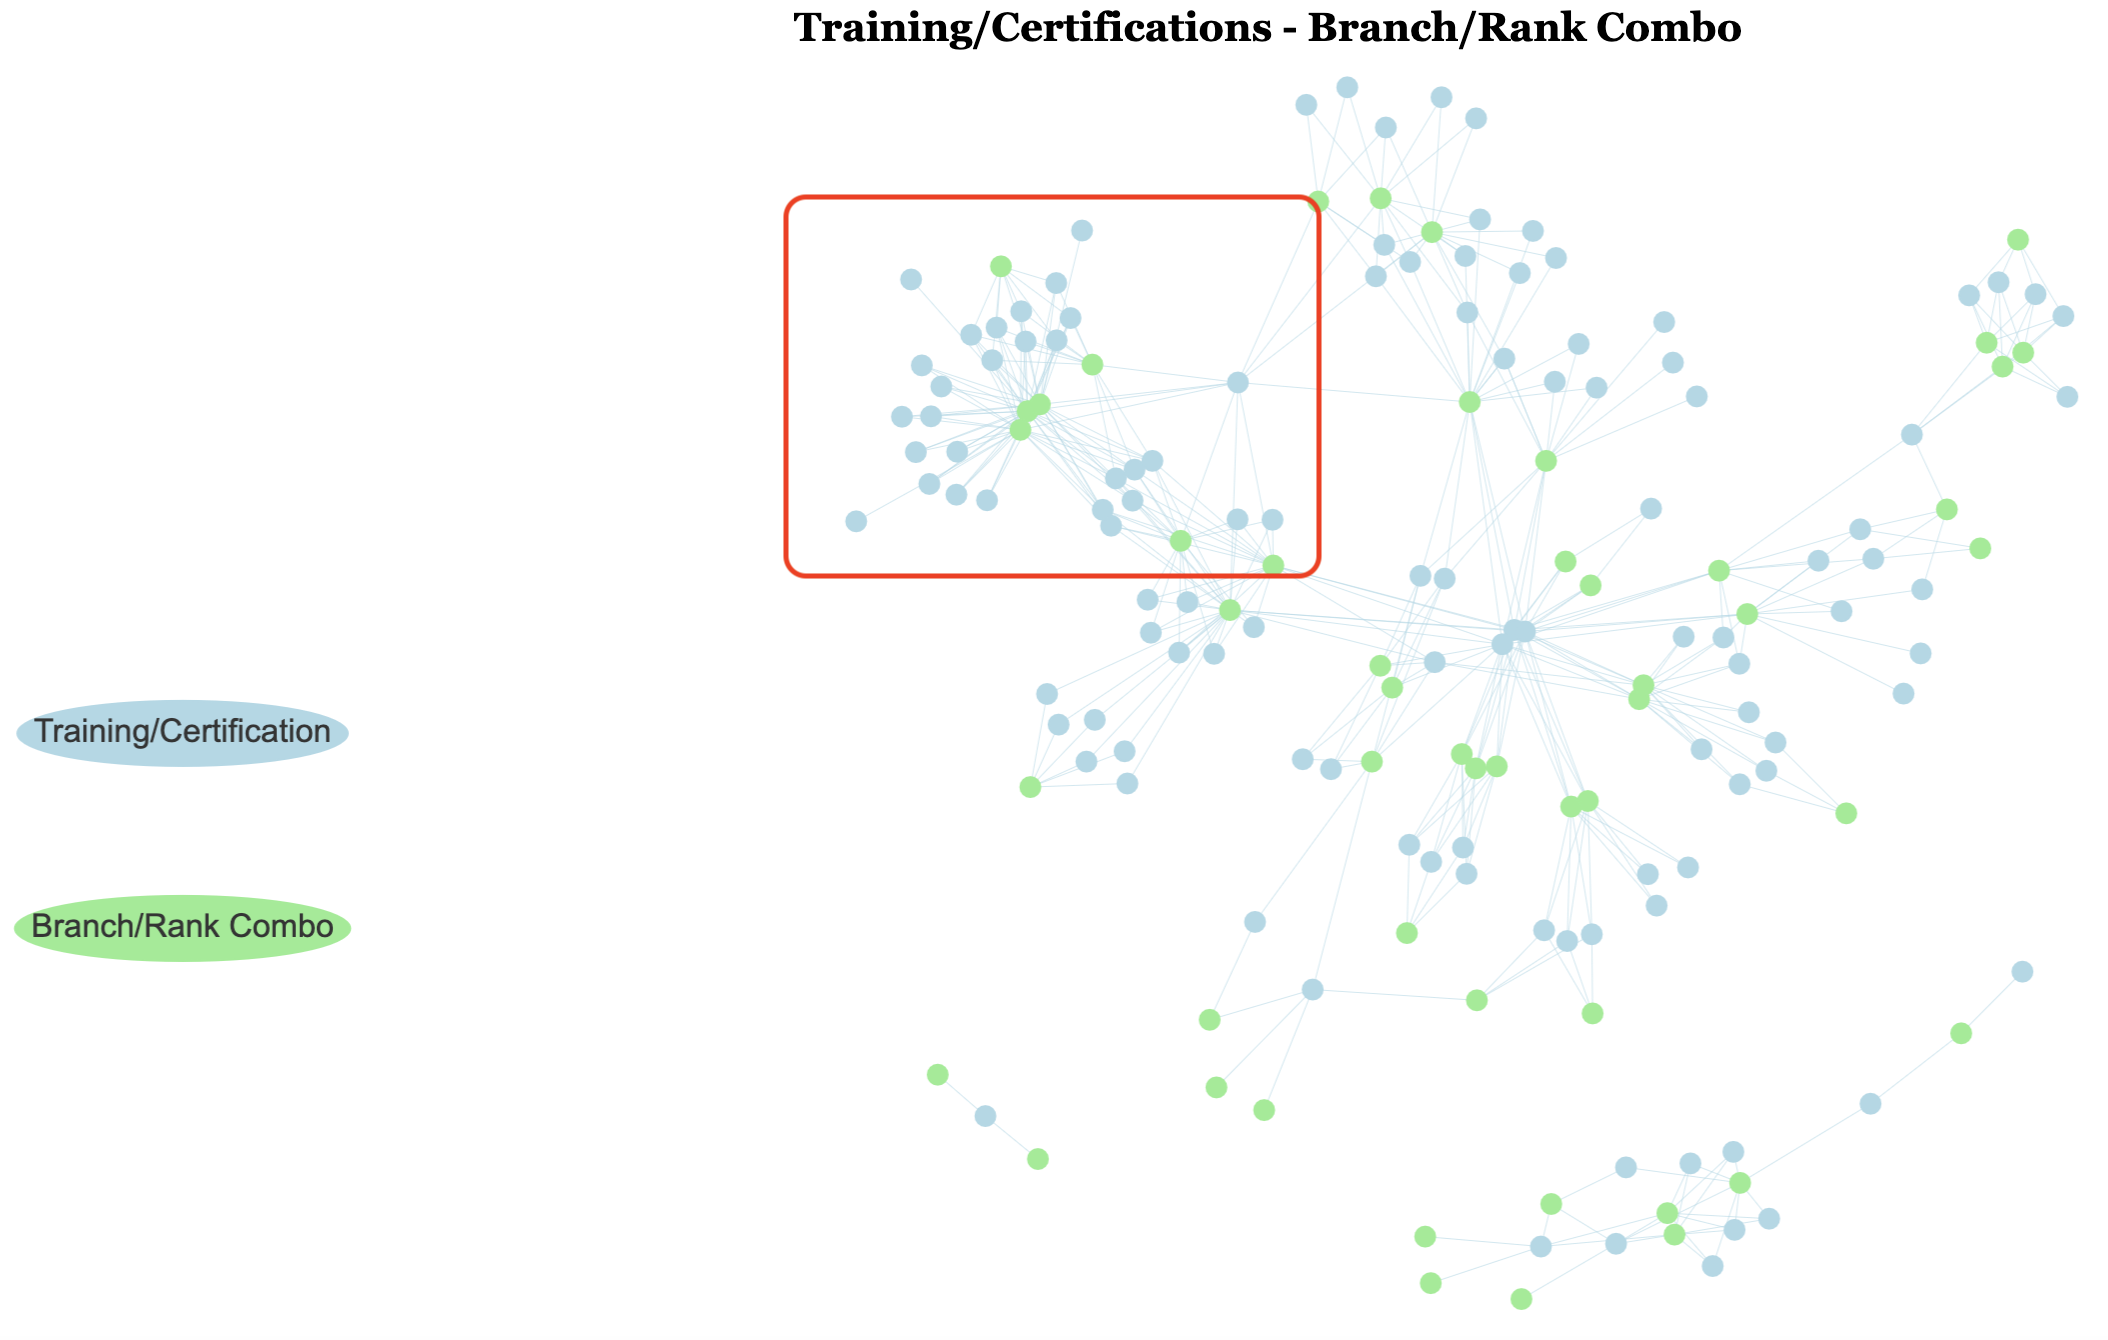 Training/Certifications - Branch/Rank Combo
Training/Certification
Branch/Rank Combo